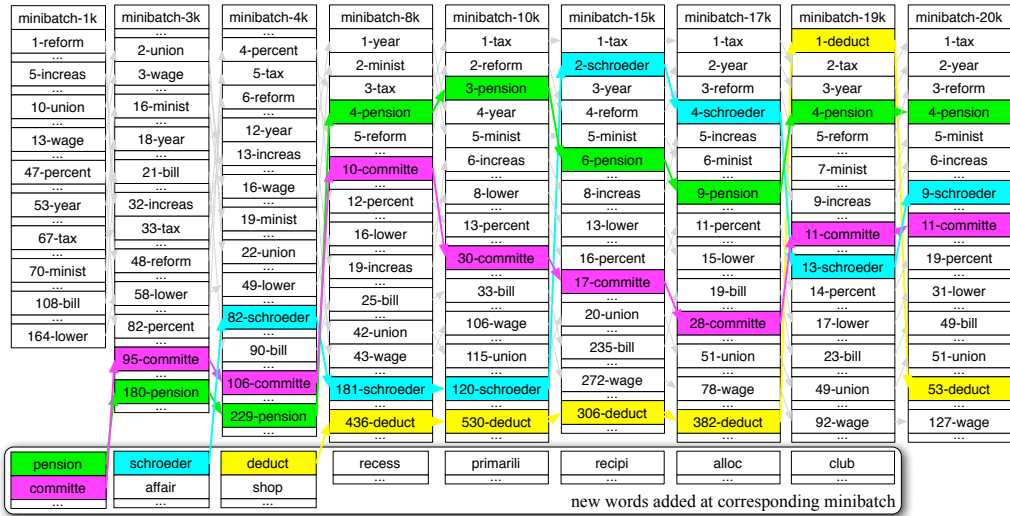 minibatch-1k
1-reform
...
5-increas
...
10-union
...
13-wage
...
47-percent
...
53-year
...
67-tax
...
70-minist
...
108-bill
...
164-lower
minibatch-3k
...
2-union
3-wage
...
16-minist
...
18-year
...
21-bill
...
32-increas
33-tax
...
48-reform
...
58-lower
...
82-percent
...
95-committe
...
180-pension
...
minibatch-4k
...
4-percent
5-tax
6-reform
...
12-year
13-increas
...
16-wage
...
19-minist
...
22-union
...
49-lower
...
82-schroeder
...
90-bill
...
106-committe
...
229-pension
...
minibatch-8k
1-year
2-minist
3-tax
4-pension
5-reform
...
10-committe
...
12-percent
...
16-lower
...
19-increas
...
25-bill
...
42-union
43-wage
...
181-schroeder
...
436-deduct
...
minibatch-10k
1-tax
2-reform
3-pension
4-year
5-minist
6-increas
...
8-lower
...
13-percent
...
30-committe
...
33-bill
...
106-wage
...
115-union
...
120-schroeder
...
530-deduct
...
minibatch-15k
1-tax
2-schroeder
3-year
4-reform
5-minist
6-pension
...
8-increas
...
13-lower
...
16-percent
17-committe
...
20-union
...
235-bill
...
272-wage
...
306-deduct
...
minibatch-17k
1-tax
2-year
3-reform
4-schroeder
5-increas
6-minist
...
9-pension
...
11-percent
...
15-lower
...
19-bill
...
28-committe
...
51-union
...
78-wage
...
382-deduct
...
minibatch-19k
1-deduct
2-tax
3-year
4-pension
5-reform
...
7-minist
...
9-increas
...
11-committe
...
13-schroeder
14-percent
...
17-lower
...
23-bill
...
49-union
...
92-wage
...
minibatch-20k
1-tax
2-year
3-reform
4-pension
5-minist
6-increas
...
9-schroeder
...
11-committe
...
19-percent
...
31-lower
...
49-bill
...
51-union
...
53-deduct
...
127-wage
...
pension
committe
...
schroeder
affair
...
deduct
shop
...
recess
...
primarili
...
recipi
...
alloc
...
club
...
new words added at corresponding minibatch